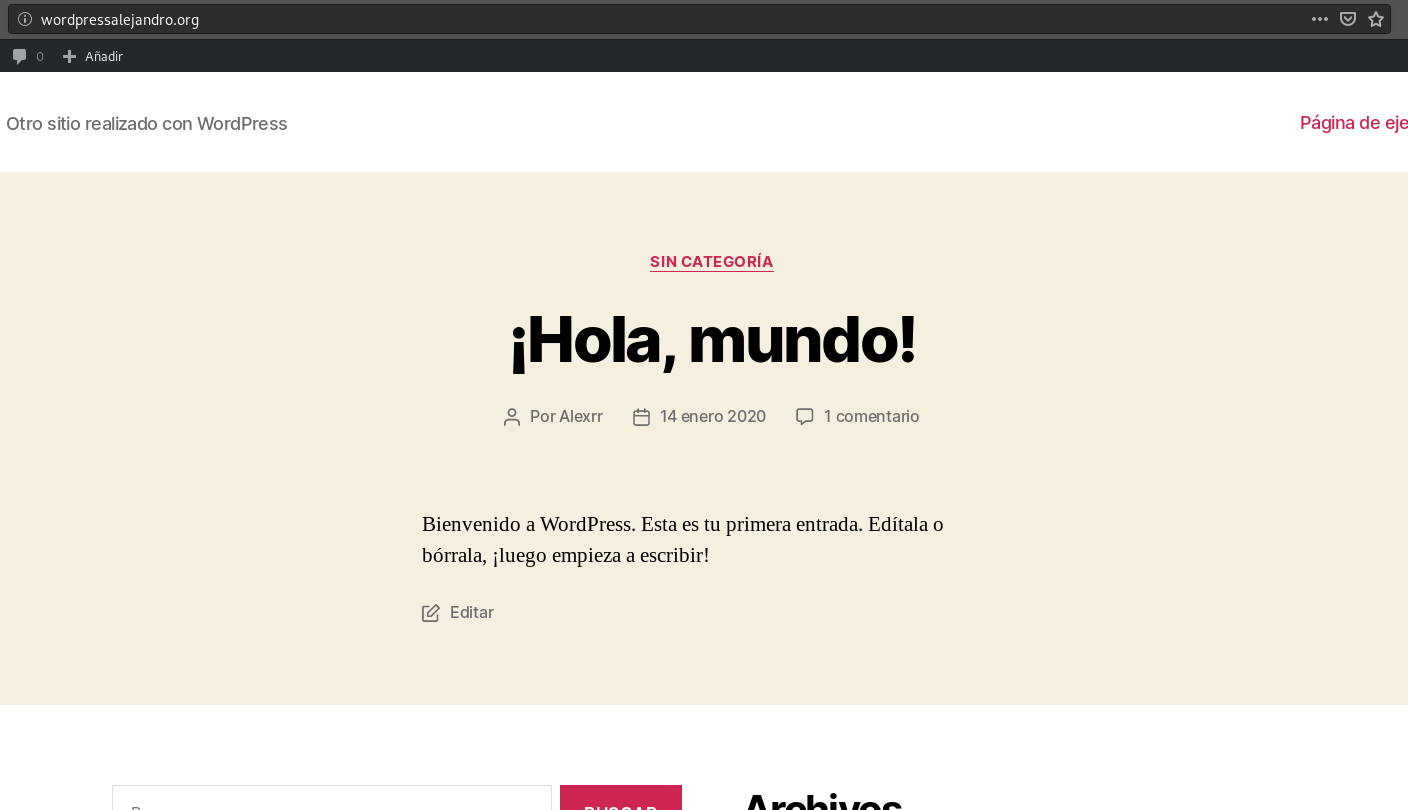 wordpressalejandro.org
0 Añadir
Otro sitio realizado con WordPress
Página de eje
SIN CATEGORÍA
¡Hola, mundo!
Por Alexrr 14 enero 2020 1 comentario
Bienvenido a WordPress. Esta es tu primera entrada. Edítala o
bórrala, ¡luego empieza a escribir!
Editar
BUSCAR
Archivos